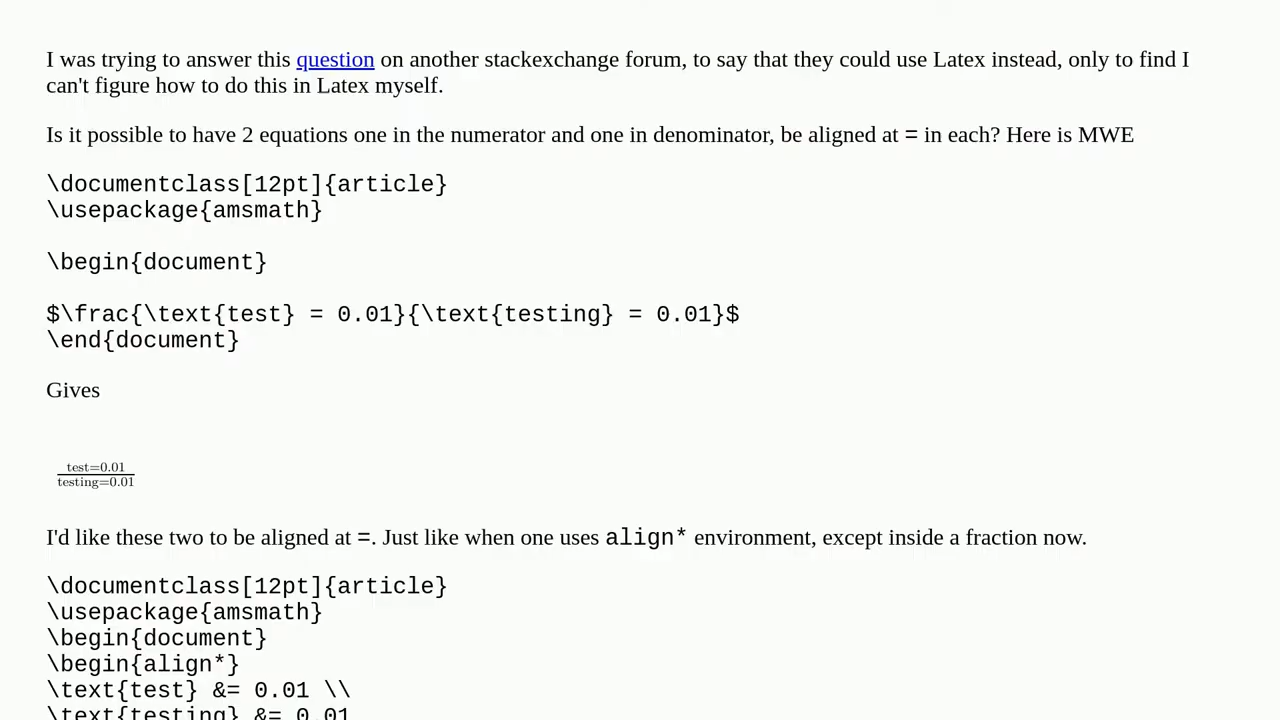 I was trying to answer this question on another stackexchange forum, to say that they could use Latex instead, only to find I
can't figure how to do this in Latex myself.
Is it possible to have 2 equations one in the numerator and one in denominator, be aligned at = in each? Here is MWE
\documentclass[12pt]{article}
\usepackage{amsmath}
\begin{document}
$\frac{\text{test} = 0.01}{\text{testing} = 0.01}$
\end{document}
Gives
test=0.01
testing=0.01
I'd like these two to be aligned at =. Just like when one uses align* environment, except inside a fraction now.
\documentclass[12pt]{article}
\usepackage{amsmath}
\begin{document}
\begin{align*}
\text{test} &= 0.01 \\
\text{testing} &= 0.01